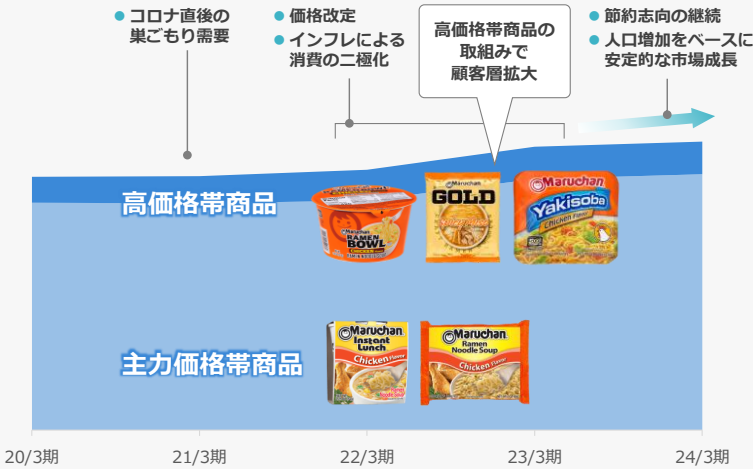 ● コロナ直後の
巣ごもり需要
● 価格改定
● インフレによる
消費の二極化
高価格帯商品の
取組みで
顧客層拡大
● 節約志向の継続
● 人口増加をベースに
安定的な市場成長
高価格帯商品
Maruchan
RAMEN
BOWL
CHICKEN
Maruchan
GOLD
Maruchan
Yakisoba
Chicken Flavor
主力価格帯商品
Maruchan
Instant
Lunch
Chicken Flavor
Maruchan
Ramen
Noodle Soup
Chicken Flavor
20/3期
21/3期
22/3期
23/3期
24/3期